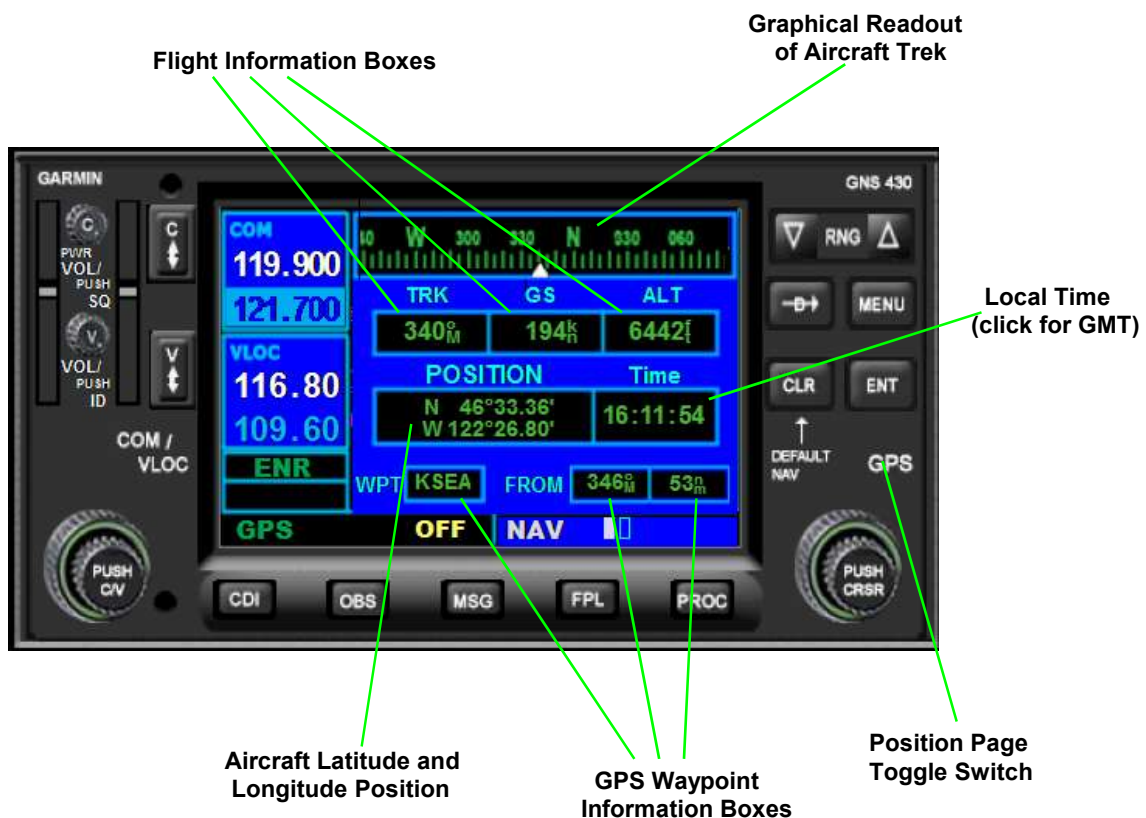 Graphical Readout
of Aircraft Trek
Flight Information Boxes
GARMIN
GNS 430
C
PWR
VOL/
PUSH
SQ
C
V
VOL/
PUSH
ID
V
COM /
VLOC
PUSH
C/V
COM
119.900
121.700
VLOC
116.80
109.60
ENR
GPS
W 300 330 N 030 060
TRK GS ALT
340°M 194kn 6442ft
POSITION Time
N 46°33.36'
W 122°26.80'
16:11:54
WPT KSEA FROM 346°M 53nm
OFF NAV
CDI OBS MSG FPL PROC
RNG
D MENU
CLR ENT
DEFAULT
NAV
GPS
PUSH
CRSR
Local Time
(click for GMT)
Aircraft Latitude and
Longitude Position
GPS Waypoint
Information Boxes
Position Page
Toggle Switch